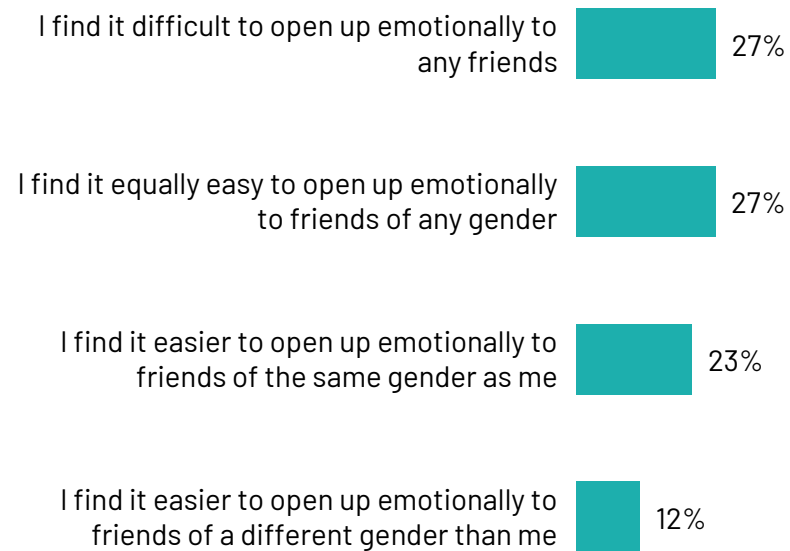 I find it difficult to open up emotionally to
any friends
27%
I find it equally easy to open up emotionally
to friends of any gender
27%
I find it easier to open up emotionally to
friends of the same gender as me
23%
I find it easier to open up emotionally to
friends of a different gender than me
12%